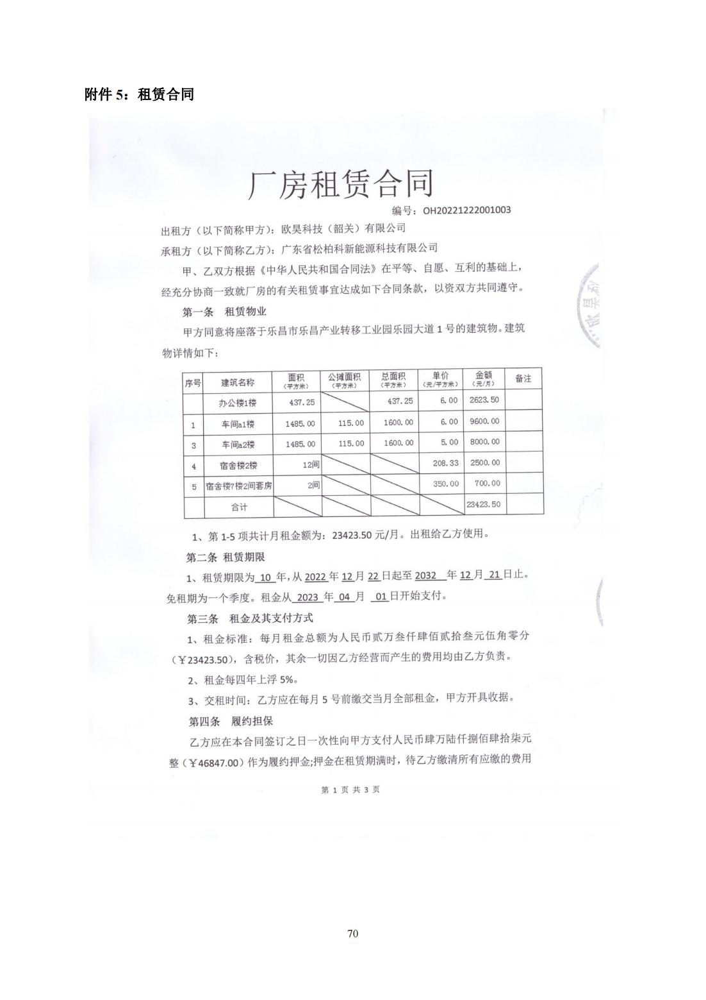 附件 5：租赁合同
厂房租赁合同
编号：OH20221222001003
出租方（以下简称甲方）：欧昊科技（韶关）有限公司
承租方（以下简称乙方）：广东省松柏科新能源科技有限公司
甲、乙双方根据《中华人民共和国合同法》在平等、自愿、互利的基础上，
经充分协商一致就厂房的有关租赁事宜达成如下合同条款，以资双方共同遵守。
第一条 租赁物业
甲方同意将座落于乐昌市乐昌产业转移工业园乐园大道 1 号的建筑物。建筑
物详情如下：
序号 建筑名称 面积（平方米） 公摊面积（平方米） 总面积（平方米） 单价（元/平方米） 金额（元/月） 备注
办公楼1楼 437.25 437.25 6.00 2623.50
1 车间a1楼 1485.00 115.00 1600.00 6.00 9600.00
3 车间a2楼 1485.00 115.00 1600.00 5.00 8000.00
4 宿舍楼2楼 12间 208.33 2500.00
5 宿舍楼7楼2间套房 2间 350.00 700.00
合计 23423.50
1、第 1-5 项共计月租金额为：23423.50 元/月。出租给乙方使用。
第二条 租赁期限
1、租赁期限为 10 年，从 2022 年 12 月 22 日起至 2032 年 12 月 21 日止。
免租期为一个季度。租金从 2023 年 04 月 01 日开始支付。
第三条 租金及其支付方式
1、租金标准：每月租金总额为人民币贰万叁仟肆佰贰拾叁元伍角零分
（￥23423.50），含税价，其余一切因乙方经营而产生的费用均由乙方负责。
2、租金每四年上浮 5%。
3、交租时间：乙方应在每月 5 号前缴交当月全部租金，甲方开具收据。
第四条 履约担保
乙方应在本合同签订之日一次性向甲方支付人民币肆万陆仟捌佰肆拾柒元
整（￥46847.00）作为履约押金;押金在租赁期满时，待乙方缴清所有应缴的费用
第 1 页 共 3 页
70